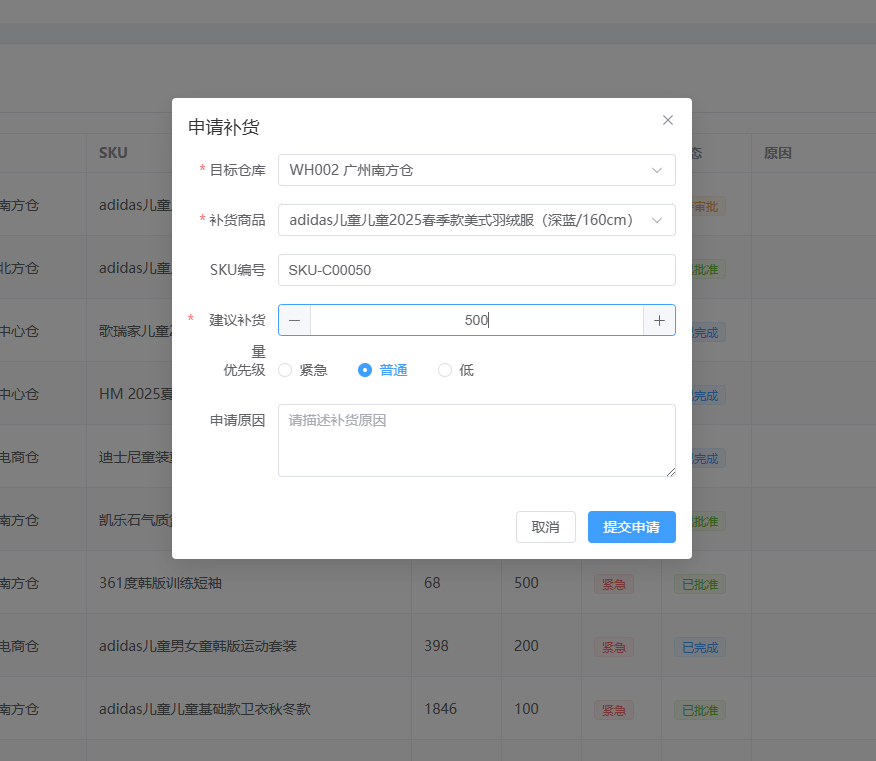 申请补货
SKU
态
原因
* 目标仓库
WH002 广州南方仓
南方仓
adidas儿童
审批
* 补货商品
adidas儿童儿童2025春季款美式羽绒服（深蓝/160cm）
北方仓
adidas儿童
批准
SKU编号
SKU-C00050
中心仓
歌瑞家儿童2
完成
* 建议补货量
500
优先级
紧急
普通
低
中心仓
HM 2025夏
完成
申请原因
请描述补货原因
电商仓
迪士尼童装
完成
南方仓
凯乐石气质
批准
取消
提交申请
南方仓
361度韩版训练短袖
68
500
紧急
已批准
电商仓
adidas儿童男女童韩版运动套装
398
200
紧急
已完成
南方仓
adidas儿童儿童基础款卫衣秋冬款
1846
100
紧急
已批准